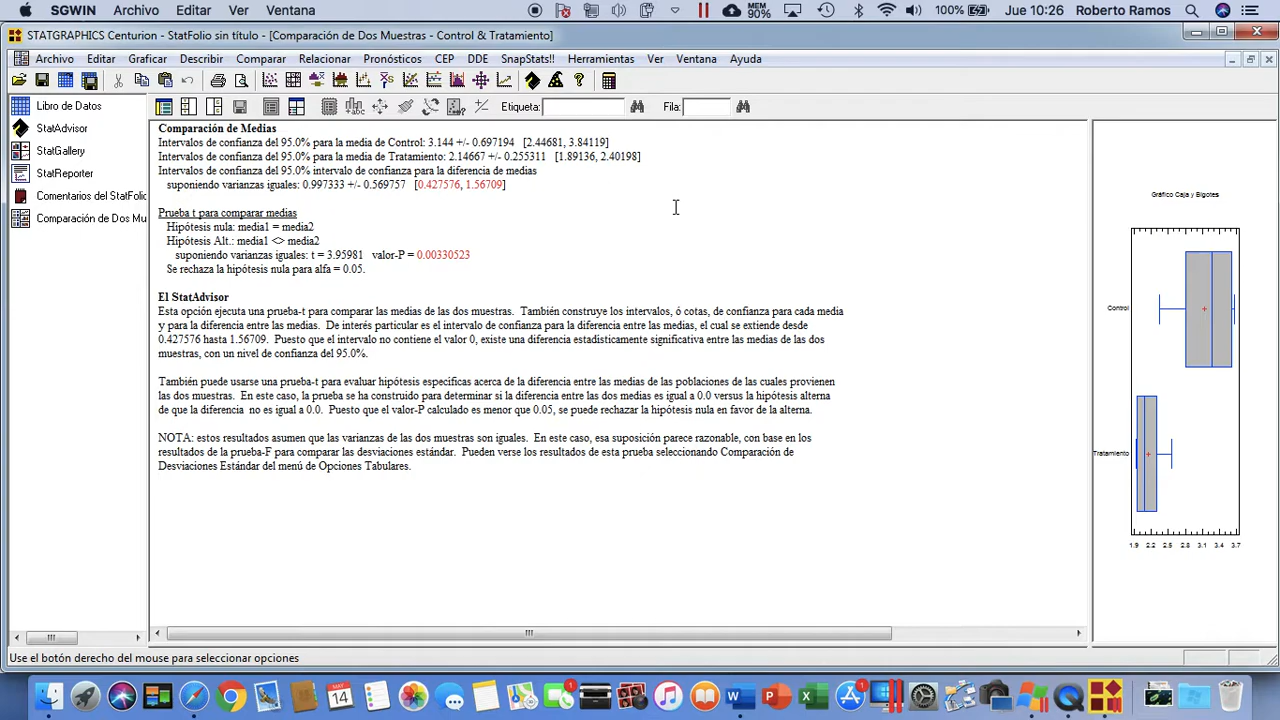 SGWIN Archivo Editar Ver Ventana MEM 90% 100% Jue 10:26 Roberto Ramos
STATGRAPHICS Centurion - StatFolio sin título - [Comparación de Dos Muestras - Control & Tratamiento]
Archivo Editar Graficar Describir Comparar Relacionar Pronósticos CEP DDE SnapStats!! Herramientas Ver Ventana Ayuda
Etiqueta: Fila:
Libro de Datos
StatAdvisor
StatGallery
StatReporter
Comentarios del StatFolio
Comparación de Dos Mu
Comparación de Medias
Intervalos de confianza del 95.0% para la media de Control: 3.144 +/- 0.697194 [2.44681, 3.84119]
Intervalos de confianza del 95.0% para la media de Tratamiento: 2.14667 +/- 0.255311 [1.89136, 2.40198]
Intervalos de confianza del 95.0% intervalo de confianza para la diferencia de medias
suponiendo varianzas iguales: 0.997333 +/- 0.569757 [0.427576, 1.56709]
Prueba t para comparar medias
Hipótesis nula: media1 = media2
Hipótesis Alt.: media1 <> media2
suponiendo varianzas iguales: t = 3.95981 valor-P = 0.00330523
Se rechaza la hipótesis nula para alfa = 0.05.
El StatAdvisor
Esta opción ejecuta una prueba-t para comparar las medias de las dos muestras. También construye los intervalos, ó cotas, de confianza para cada media
y para la diferencia entre las medias. De interés particular es el intervalo de confianza para la diferencia entre las medias, el cual se extiende desde
0.427576 hasta 1.56709. Puesto que el intervalo no contiene el valor 0, existe una diferencia estadísticamente significativa entre las medias de las dos
muestras, con un nivel de confianza del 95.0%.
También puede usarse una prueba-t para evaluar hipótesis específicas acerca de la diferencia entre las medias de las poblaciones de las cuales provienen
las dos muestras. En este caso, la prueba se ha construido para determinar si la diferencia entre las dos medias es igual a 0.0 versus la hipótesis alterna
de que la diferencia no es igual a 0.0. Puesto que el valor-P calculado es menor que 0.05, se puede rechazar la hipótesis nula en favor de la alterna.
NOTA: estos resultados asumen que las varianzas de las dos muestras son iguales. En este caso, esa suposición parece razonable, con base en los
resultados de la prueba-F para comparar las desviaciones estándar. Pueden verse los resultados de esta prueba seleccionando Comparación de
Desviaciones Estándar del menú de Opciones Tabulares.
Gráfico Caja y Bigotes
Control
Tratamiento
1.9 2.2 2.5 2.8 3.1 3.4 3.7
Use el botón derecho del mouse para seleccionar opciones
14
1
1